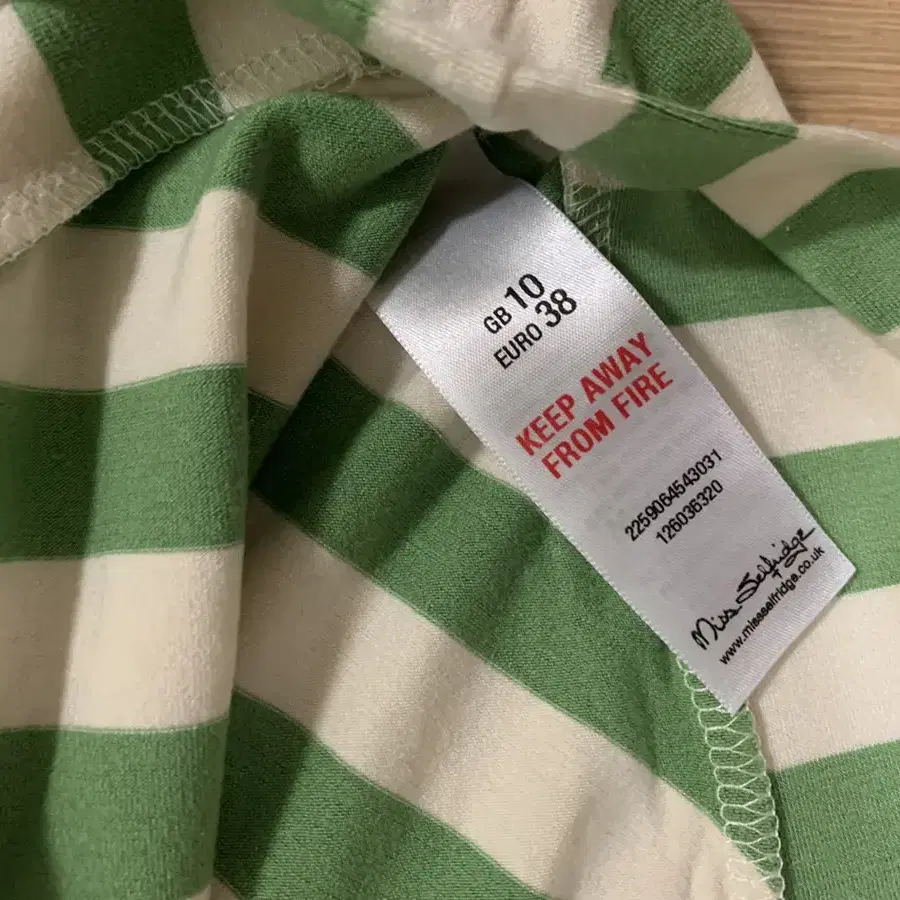 GB 10
EURO 38
KEEP AWAY
FROM FIRE
2259064543031
126036320
Miss Selfridge
www.missselfridge.co.uk